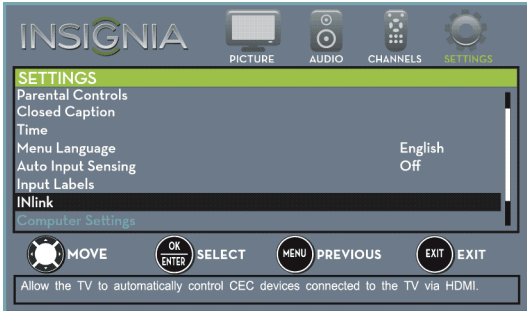 INSIGNIA
PICTURE AUDIO CHANNELS SETTINGS
SETTINGS
Parental Controls
Closed Caption
Time
Menu Language English
Auto Input Sensing Off
Input Labels
INlink
Computer Settings
MOVE OK ENTER SELECT MENU PREVIOUS EXIT EXIT
Allow the TV to automatically control CEC devices connected to the TV via HDMI.